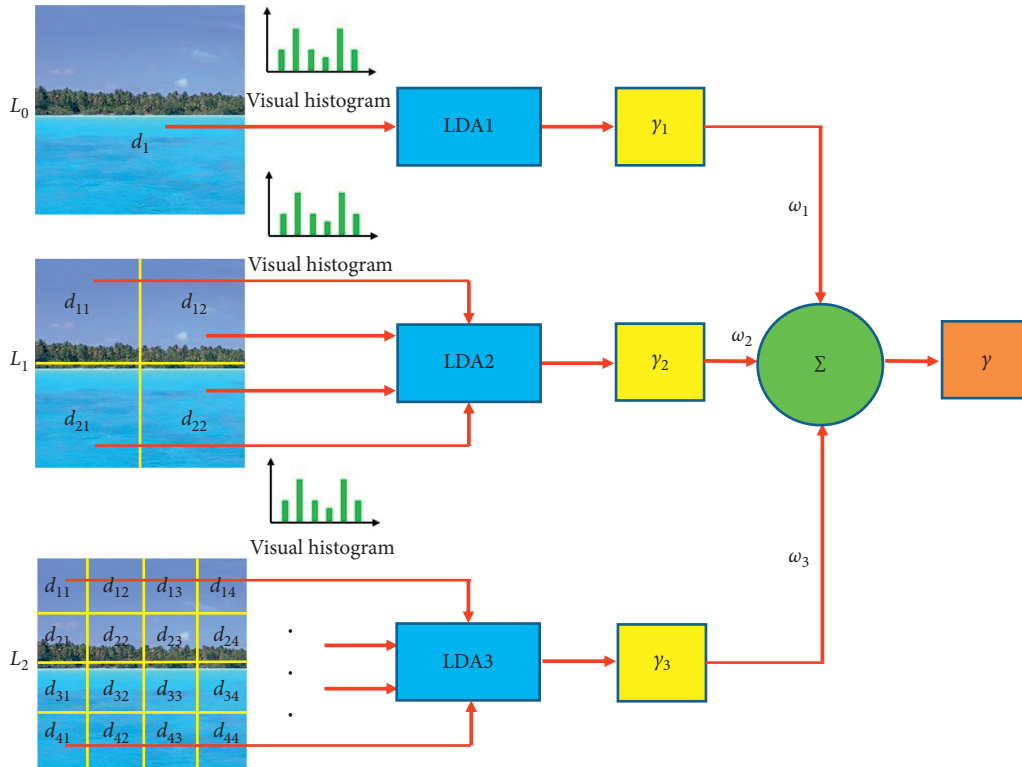 Visual histogram
L₀
d₁
LDA1
γ₁
ω₁
Visual histogram
L₁
d₁₁ d₁₂
d₂₁ d₂₂
LDA2
γ₂
ω₂
Σ
γ
Visual histogram
L₂
d₁₁ d₁₂ d₁₃ d₁₄
d₂₁ d₂₂ d₂₃ d₂₄
d₃₁ d₃₂ d₃₃ d₃₄
d₄₁ d₄₂ d₄₃ d₄₄
LDA3
γ₃
ω₃